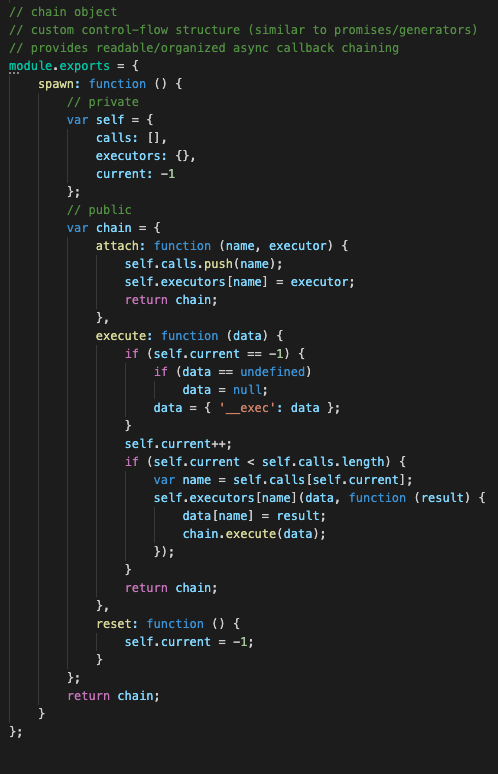 // chain object
// custom control-flow structure (similar to promises/generators)
// provides readable/organized async callback chaining
module.exports = {
    spawn: function () {
        // private
        var self = {
            calls: [],
            executors: {},
            current: -1
        };
        // public
        var chain = {
            attach: function (name, executor) {
                self.calls.push(name);
                self.executors[name] = executor;
                return chain;
            },
            execute: function (data) {
                if (self.current == -1) {
                    if (data == undefined)
                        data = null;
                    data = { '__exec': data };
                }
                self.current++;
                if (self.current < self.calls.length) {
                    var name = self.calls[self.current];
                    self.executors[name](data, function (result) {
                        data[name] = result;
                        chain.execute(data);
                    });
                }
                return chain;
            },
            reset: function () {
                self.current = -1;
            }
        };
        return chain;
    }
};